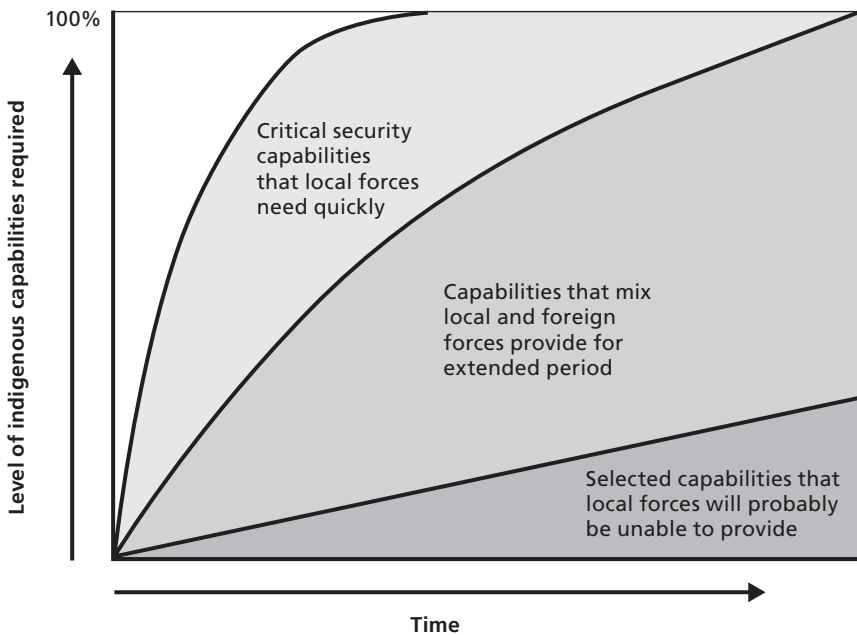 100%
Level of indigenous capabilities required
Critical security
capabilities
that local forces
need quickly
Capabilities that mix
local and foreign
forces provide for
extended period
Selected capabilities that
local forces will probably
be unable to provide
Time